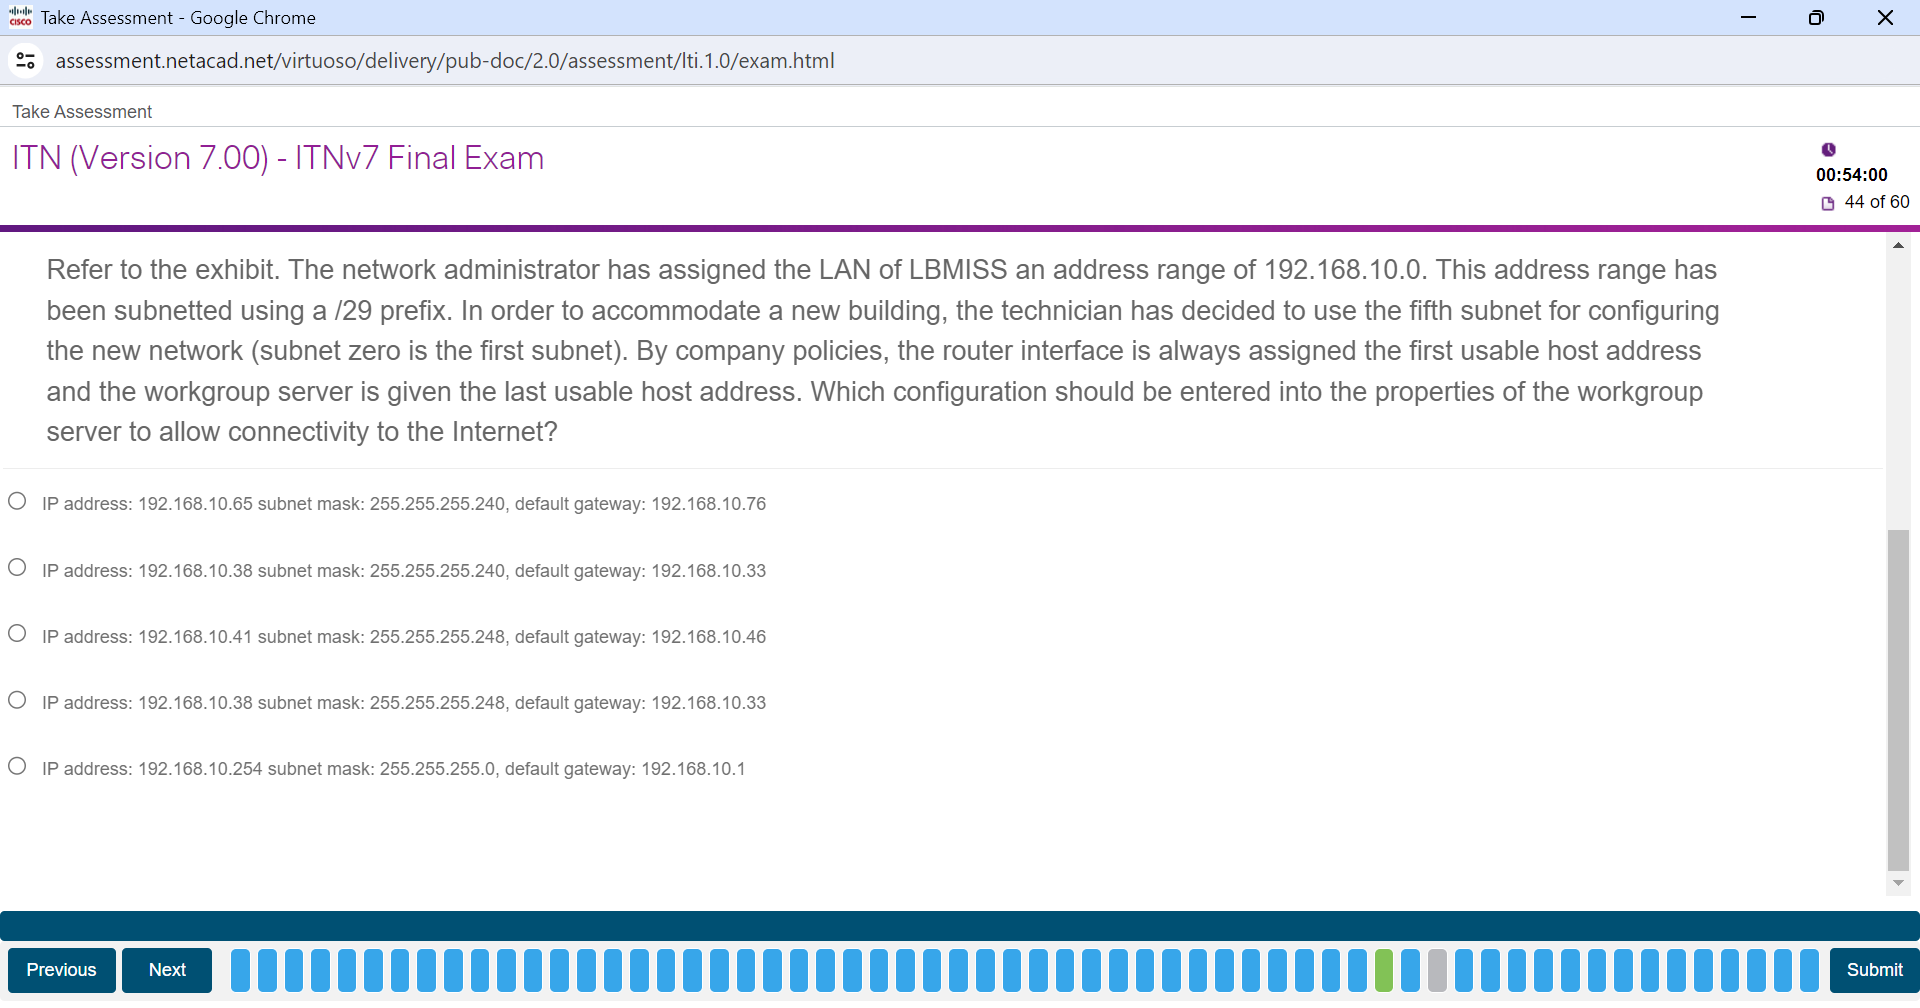 CISCO Take Assessment - Google Chrome
assessment.netacad.net/virtuoso/delivery/pub-doc/2.0/assessment/lti.1.0/exam.html
Take Assessment
ITN (Version 7.00) - ITNv7 Final Exam
00:54:00
44 of 60
Refer to the exhibit. The network administrator has assigned the LAN of LBMISS an address range of 192.168.10.0. This address range has
been subnetted using a /29 prefix. In order to accommodate a new building, the technician has decided to use the fifth subnet for configuring
the new network (subnet zero is the first subnet). By company policies, the router interface is always assigned the first usable host address
and the workgroup server is given the last usable host address. Which configuration should be entered into the properties of the workgroup
server to allow connectivity to the Internet?
IP address: 192.168.10.65 subnet mask: 255.255.255.240, default gateway: 192.168.10.76
IP address: 192.168.10.38 subnet mask: 255.255.255.240, default gateway: 192.168.10.33
IP address: 192.168.10.41 subnet mask: 255.255.255.248, default gateway: 192.168.10.46
IP address: 192.168.10.38 subnet mask: 255.255.255.248, default gateway: 192.168.10.33
IP address: 192.168.10.254 subnet mask: 255.255.255.0, default gateway: 192.168.10.1
Previous Next Submit